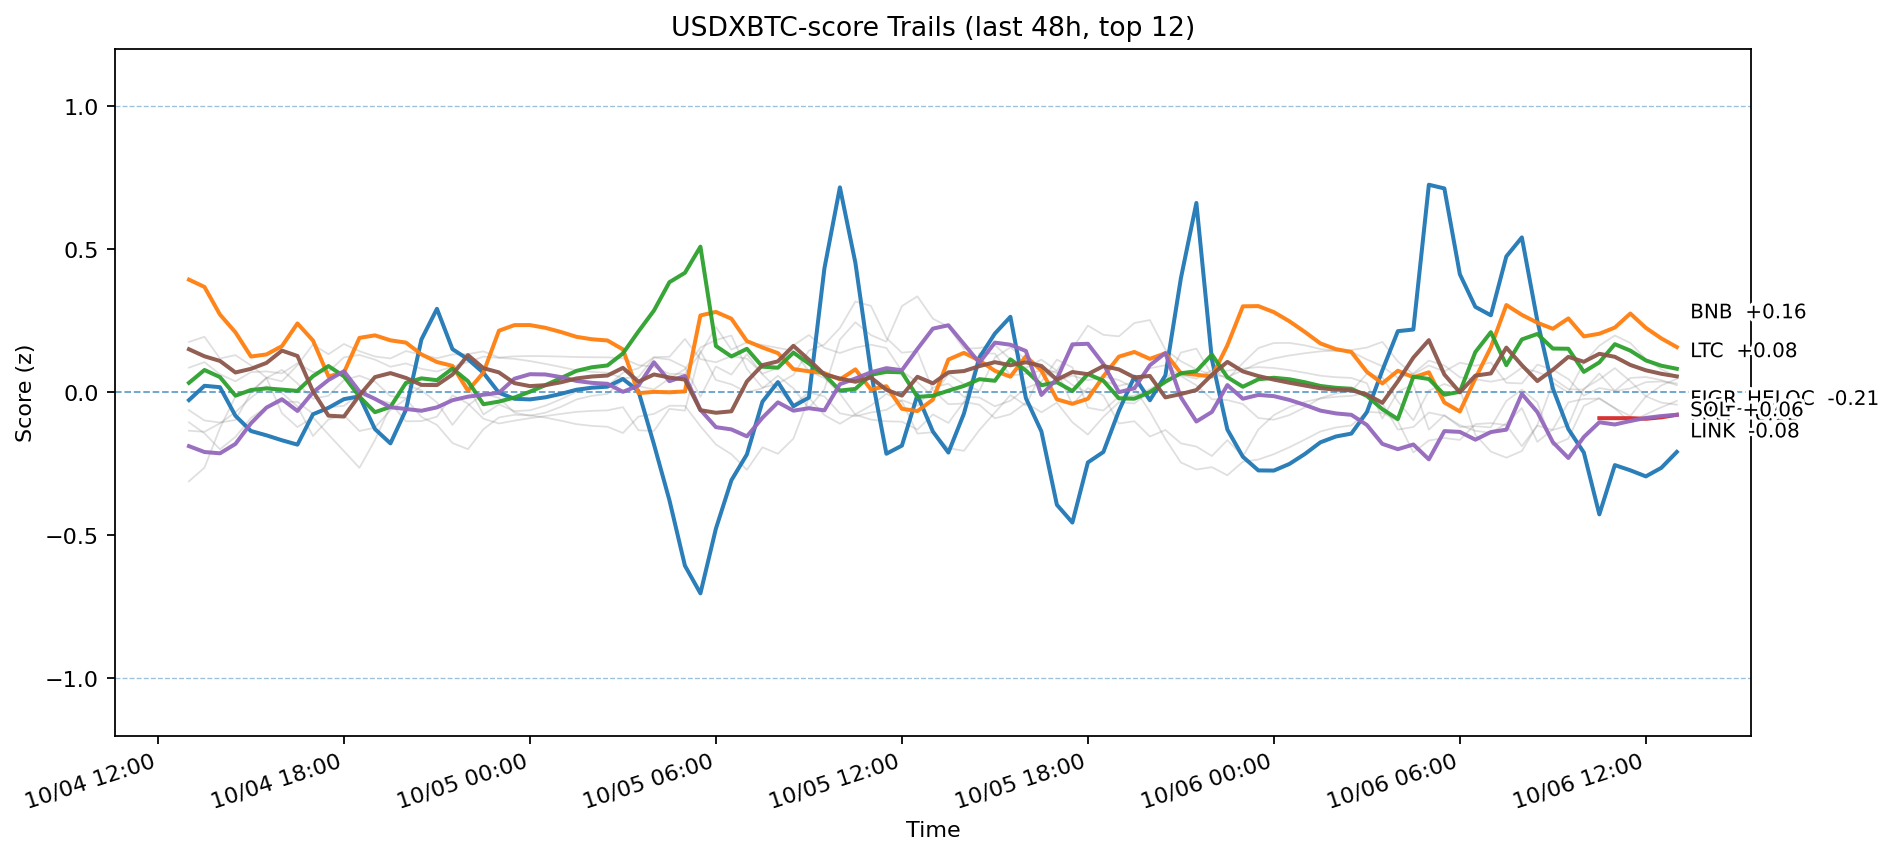 USDXBTC-score Trails (last 48h, top 12)
Score (z)
1.0
0.5
0.0
−0.5
−1.0
BNB +0.16
LTC +0.08
FIGR_HELOC -0.21
SOL +0.06
LINK -0.08
10/04 12:00
10/04 18:00
10/05 00:00
10/05 06:00
10/05 12:00
10/05 18:00
10/06 00:00
10/06 06:00
10/06 12:00
Time